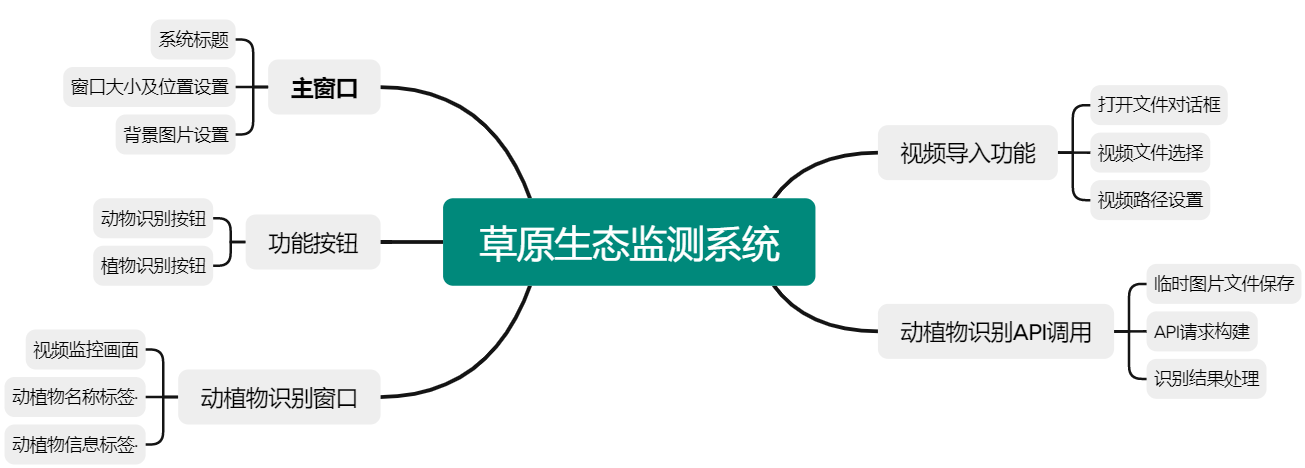 草原生态监测系统
主窗口
系统标题
窗口大小及位置设置
背景图片设置
功能按钮
动物识别按钮
植物识别按钮
动植物识别窗口
视频监控画面
动植物名称标签·
动植物信息标签·
视频导入功能
打开文件对话框
视频文件选择
视频路径设置
动植物识别API调用
临时图片文件保存
API请求构建
识别结果处理